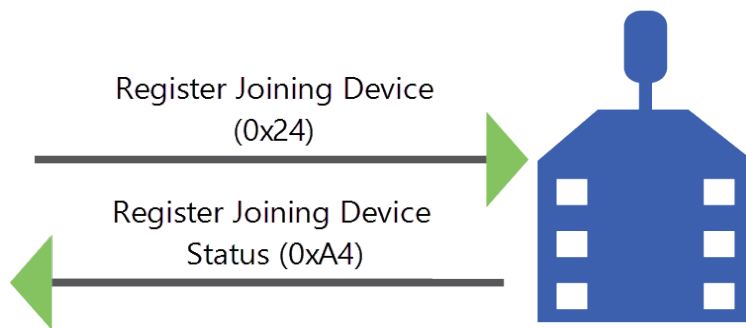 Register Joining Device
(0x24)
Register Joining Device
Status (0xA4)